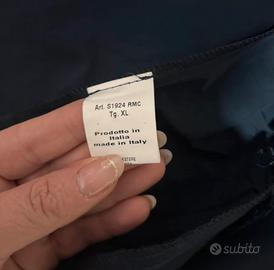 Art. S1924 RMC
Tg. XL
Prodotto in
Italia
made in Italy
subito